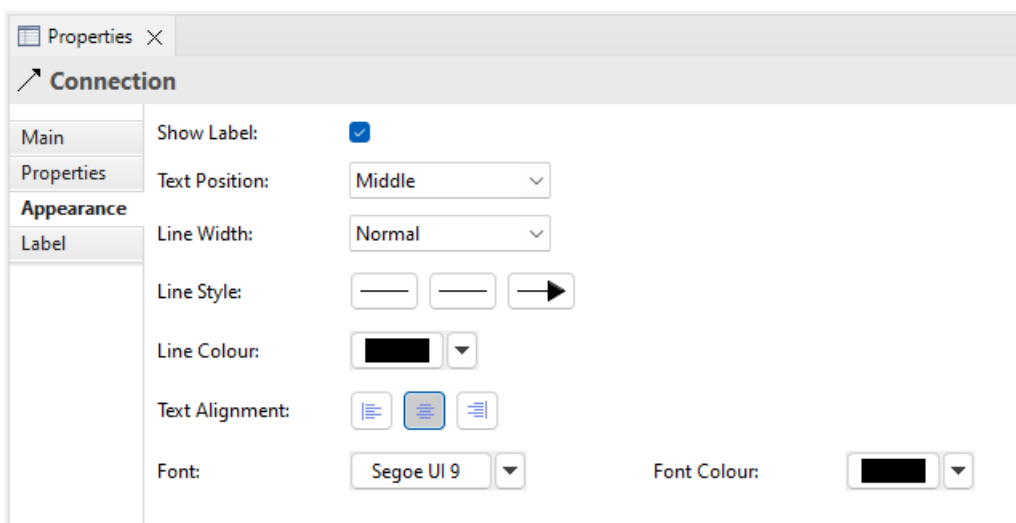 Properties
Connection
Main
Properties
Appearance
Label
Show Label:
Text Position: Middle
Line Width: Normal
Line Style:
Line Colour:
Text Alignment:
Font: Segoe UI 9 Font Colour: